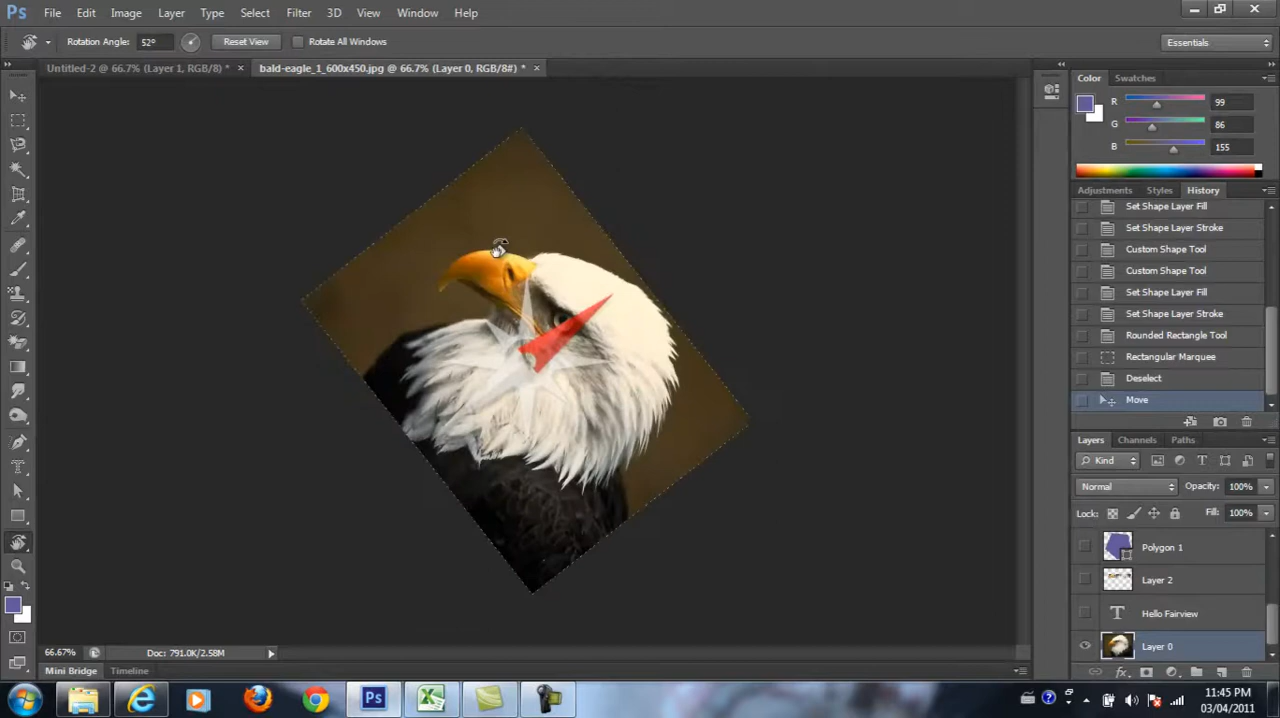 Ps File Edit Image Layer Type Select Filter 3D View Window Help
Rotation Angle: 52° Reset View Rotate All Windows Essentials
Untitled-2 @ 66.7% (Layer 1, RGB/8) * × bald-eagle_1_600x450.jpg @ 66.7% (Layer 0, RGB/8#) * ×
Color Swatches
R 99
G 86
B 155
Adjustments Styles History
Set Shape Layer Fill
Set Shape Layer Stroke
Custom Shape Tool
Custom Shape Tool
Set Shape Layer Fill
Set Shape Layer Stroke
Rounded Rectangle Tool
Rectangular Marquee
Deselect
Move
Layers Channels Paths
Kind
Normal Opacity: 100%
Lock: Fill: 100%
Polygon 1
Layer 2
T Hello Fairview
Layer 0
66.67% Doc: 791.0K/2.58M
Mini Bridge Timeline
Ps
11:45 PM
03/04/2011